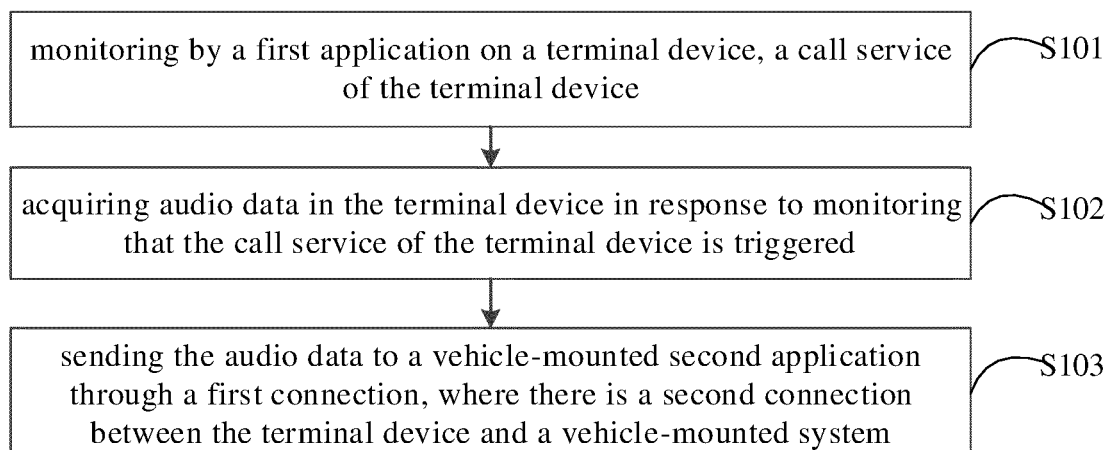 monitoring by a first application on a terminal device, a call service
of the terminal device
S101
acquiring audio data in the terminal device in response to monitoring
that the call service of the terminal device is triggered
S102
sending the audio data to a vehicle-mounted second application
through a first connection, where there is a second connection
between the terminal device and a vehicle-mounted system
S103